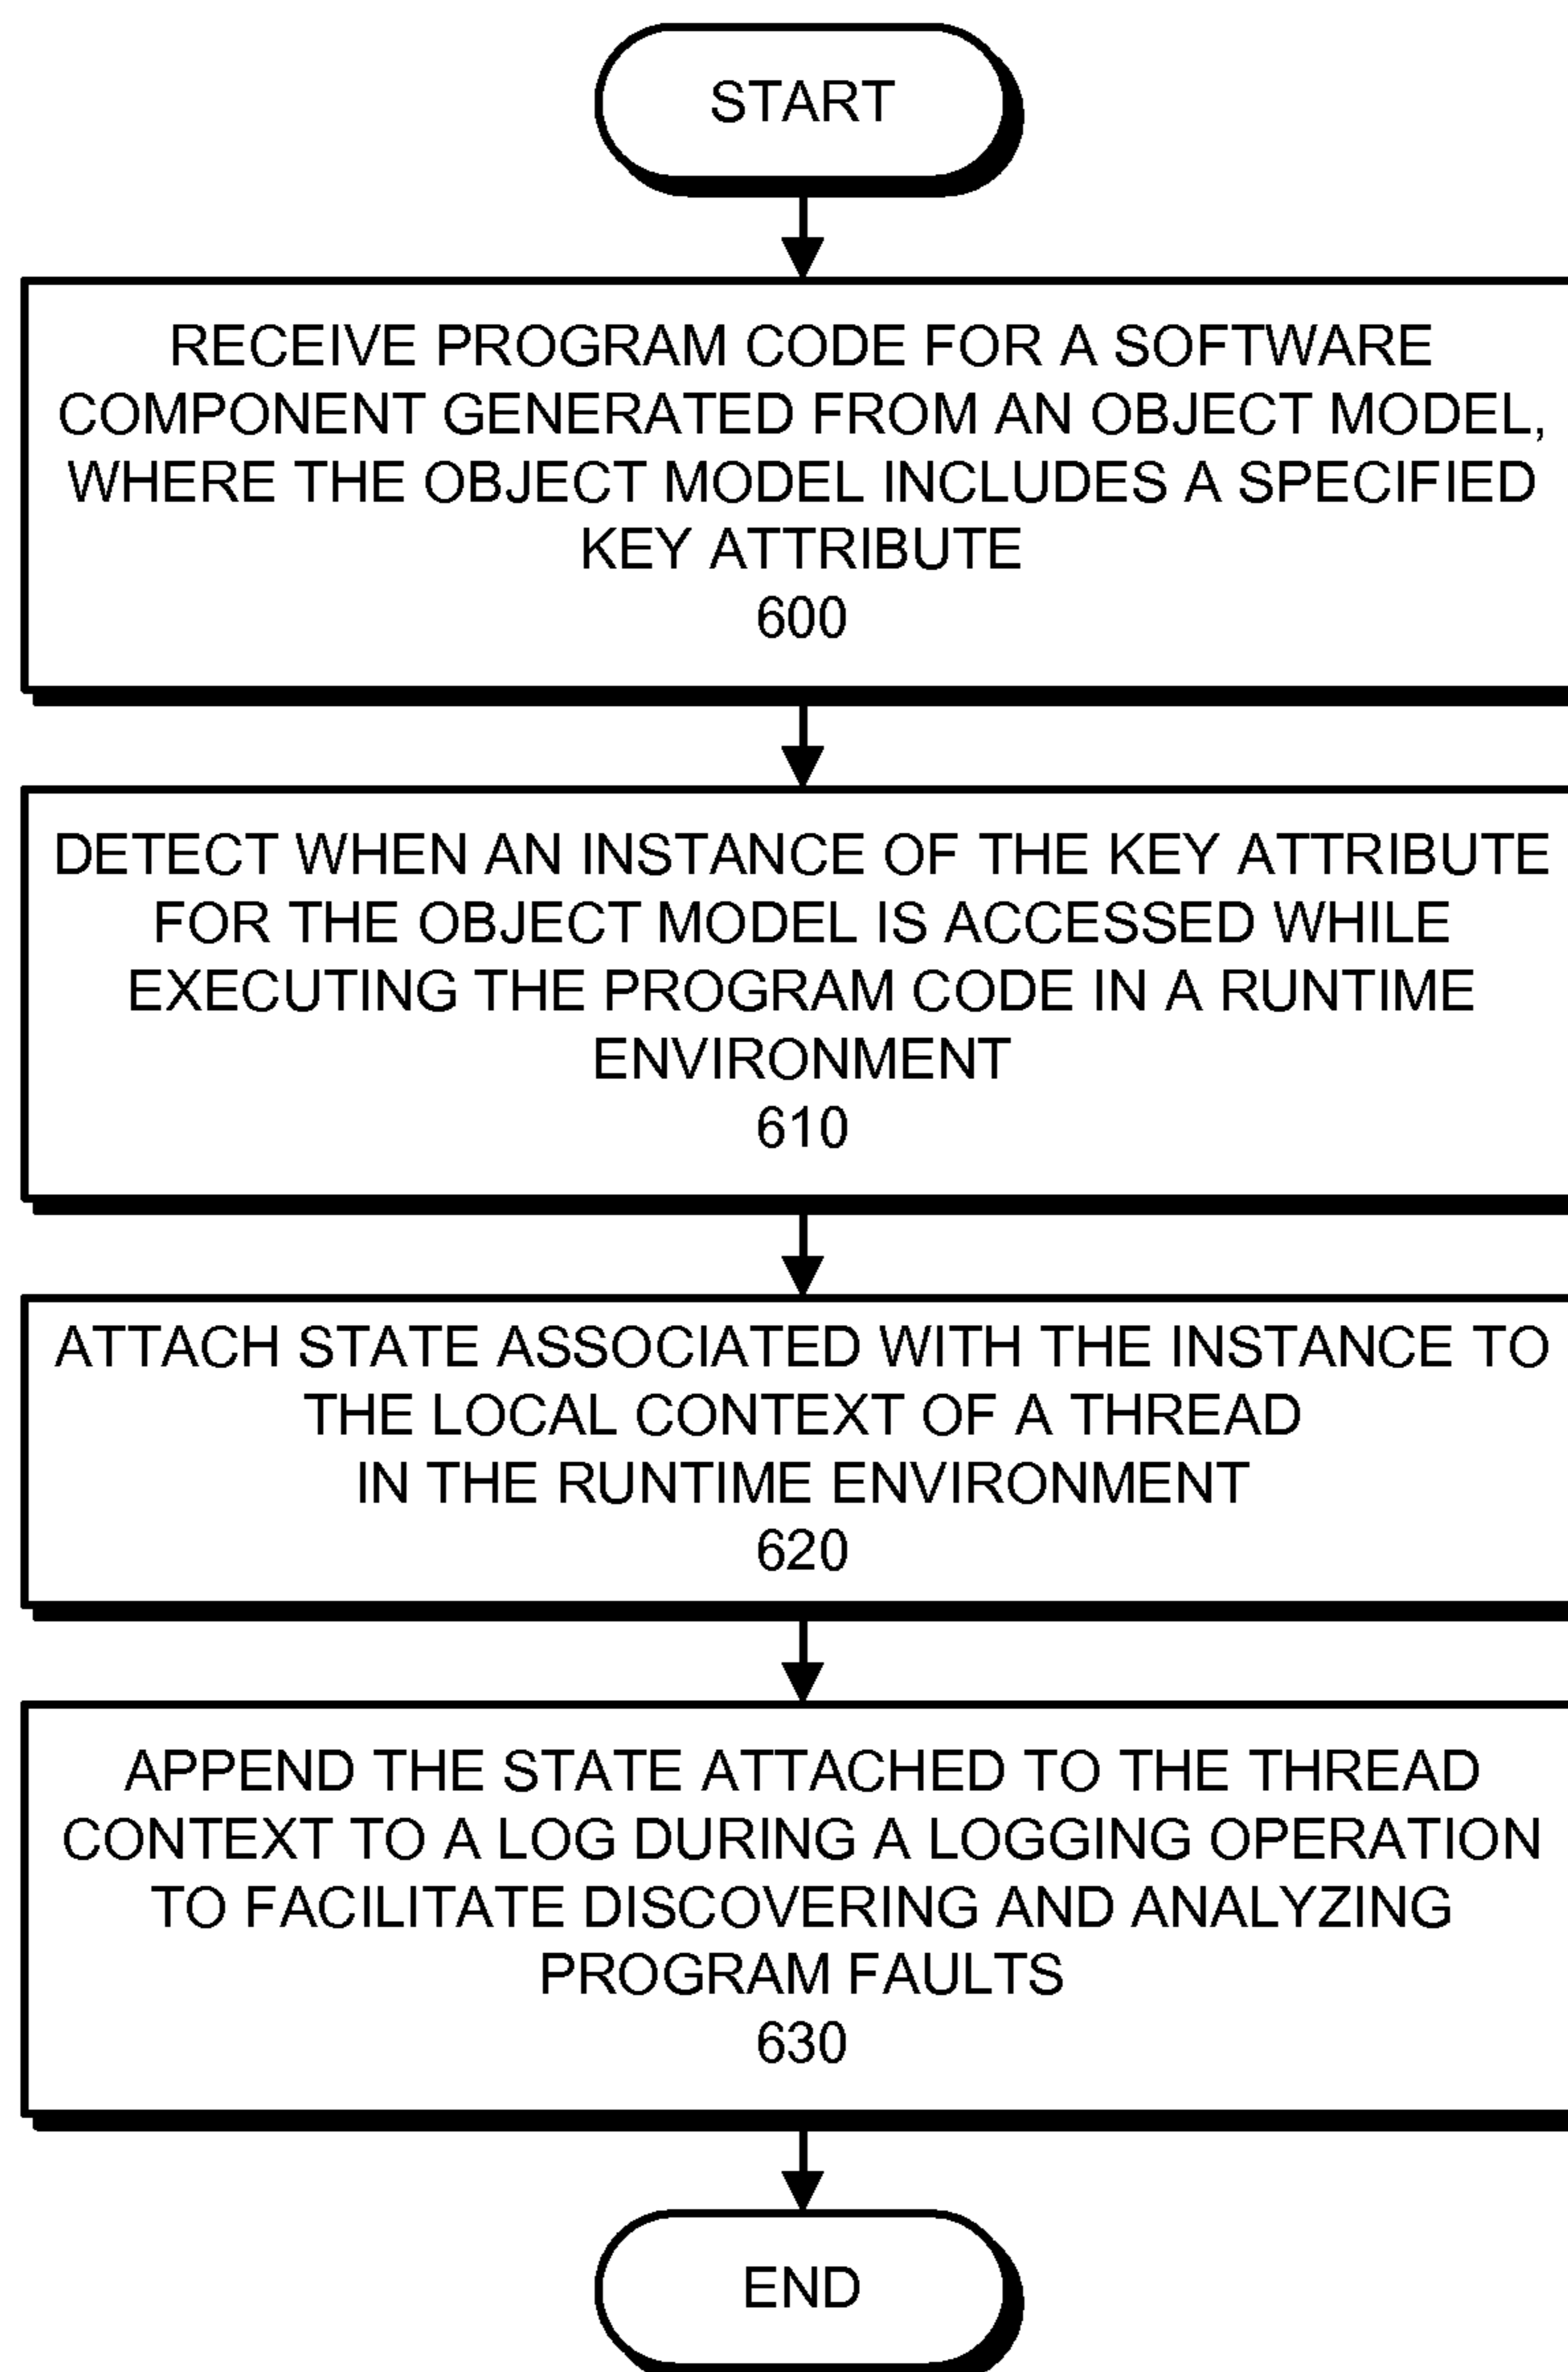 START
RECEIVE PROGRAM CODE FOR A SOFTWARE
COMPONENT GENERATED FROM AN OBJECT MODEL,
WHERE THE OBJECT MODEL INCLUDES A SPECIFIED
KEY ATTRIBUTE
600
DETECT WHEN AN INSTANCE OF THE KEY ATTRIBUTE
FOR THE OBJECT MODEL IS ACCESSED WHILE
EXECUTING THE PROGRAM CODE IN A RUNTIME
ENVIRONMENT
610
ATTACH STATE ASSOCIATED WITH THE INSTANCE TO
THE LOCAL CONTEXT OF A THREAD
IN THE RUNTIME ENVIRONMENT
620
APPEND THE STATE ATTACHED TO THE THREAD
CONTEXT TO A LOG DURING A LOGGING OPERATION
TO FACILITATE DISCOVERING AND ANALYZING
PROGRAM FAULTS
630
END